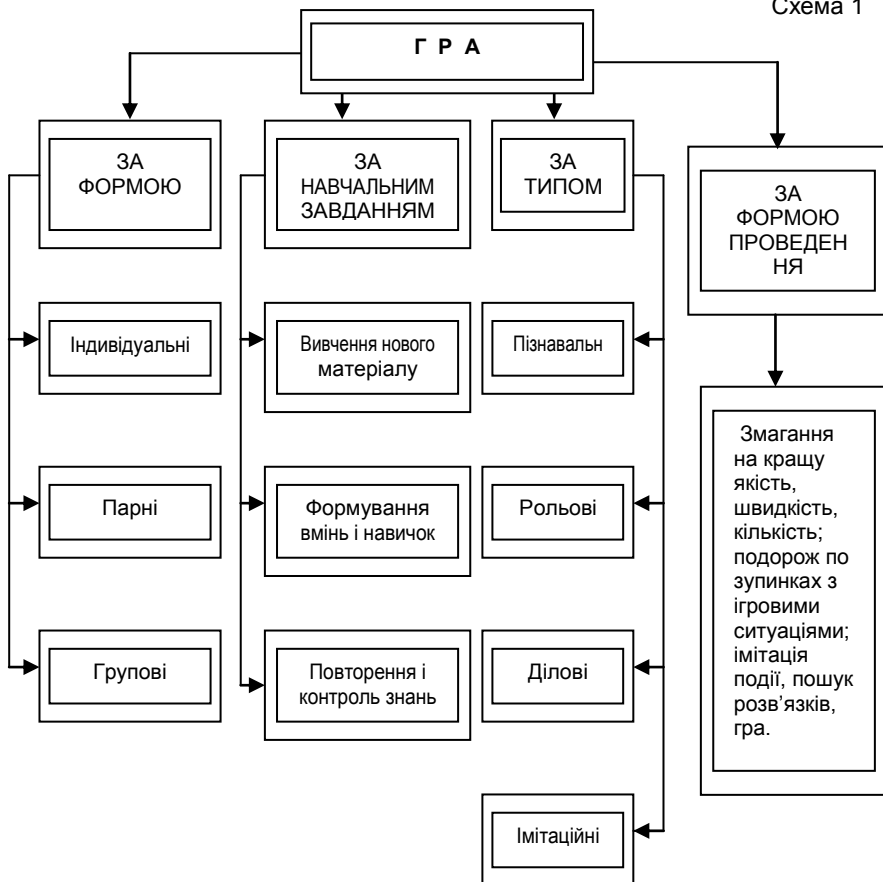 Схема 1
Г Р А
ЗА
ФОРМОЮ
ЗА
НАВЧАЛЬНИМ
ЗАВДАННЯМ
ЗА
ТИПОМ
ЗА
ФОРМОЮ
ПРОВЕДЕН
НЯ
Індивідуальні
Вивчення нового
матеріалу
Пізнавальн
Парні
Формування
вмінь і навичок
Рольові
Групові
Повторення і
контроль знань
Ділові
Імітаційні
Змагання
на кращу
якість,
швидкість,
кількість;
подорож по
зупинках з
ігровими
ситуаціями;
імітація
події, пошук
розв’язків,
гра.